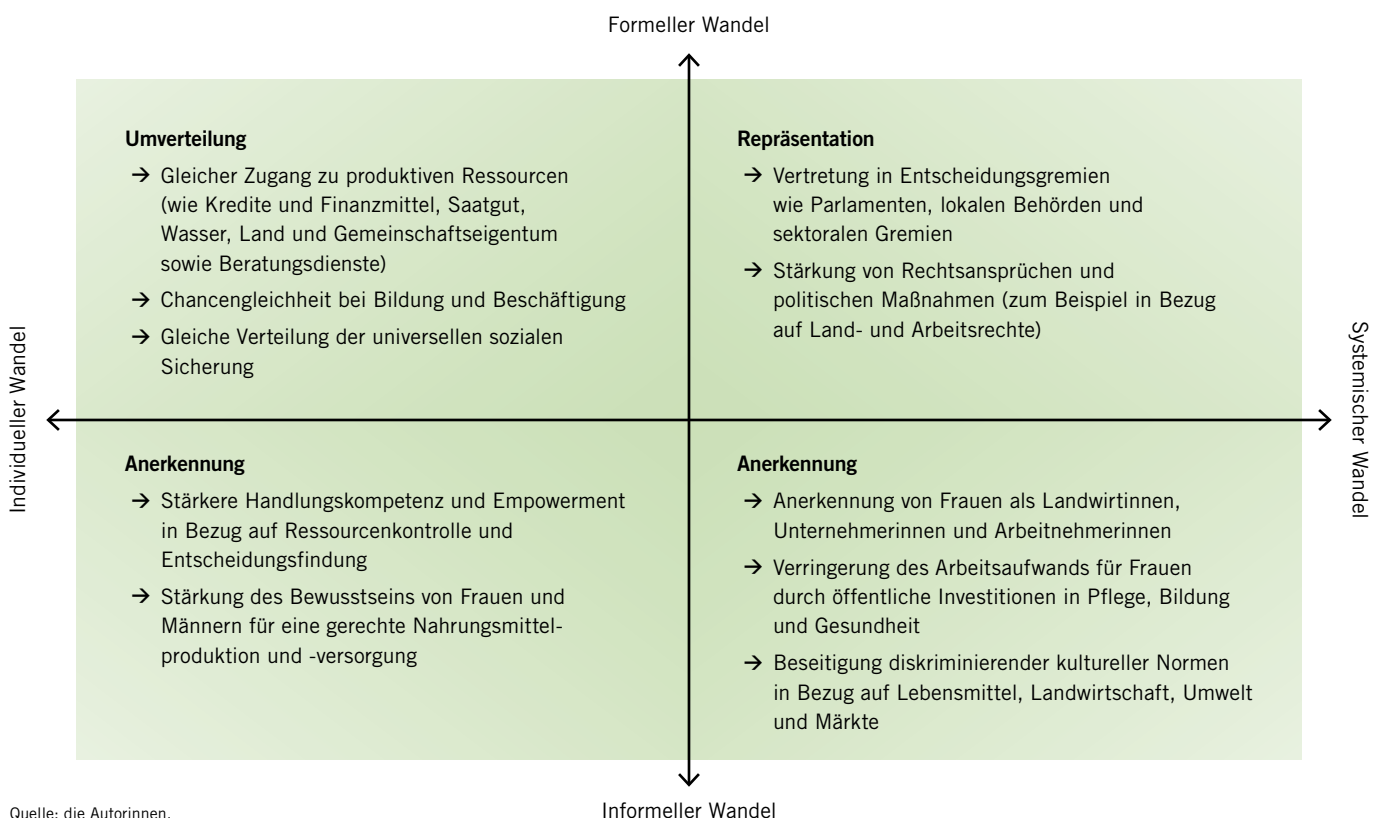 Formeller Wandel
Umverteilung
→ Gleicher Zugang zu produktiven Ressourcen
(wie Kredite und Finanzmittel, Saatgut,
Wasser, Land und Gemeinschaftseigentum
sowie Beratungsdienste)
→ Chancengleichheit bei Bildung und Beschäftigung
→ Gleiche Verteilung der universellen sozialen
Sicherung
Repräsentation
→ Vertretung in Entscheidungsgremien
wie Parlamenten, lokalen Behörden und
sektoralen Gremien
→ Stärkung von Rechtsansprüchen und
politischen Maßnahmen (zum Beispiel in Bezug
auf Land- und Arbeitsrechte)
Individueller Wandel
Systemischer Wandel
Anerkennung
→ Stärkere Handlungskompetenz und Empowerment
in Bezug auf Ressourcenkontrolle und
Entscheidungsfindung
→ Stärkung des Bewusstseins von Frauen und
Männern für eine gerechte Nahrungsmittel-
produktion und -versorgung
Anerkennung
→ Anerkennung von Frauen als Landwirtinnen,
Unternehmerinnen und Arbeitnehmerinnen
→ Verringerung des Arbeitsaufwands für Frauen
durch öffentliche Investitionen in Pflege, Bildung
und Gesundheit
→ Beseitigung diskriminierender kultureller Normen
in Bezug auf Lebensmittel, Landwirtschaft, Umwelt
und Märkte
Informeller Wandel
Quelle: die Autorinnen.